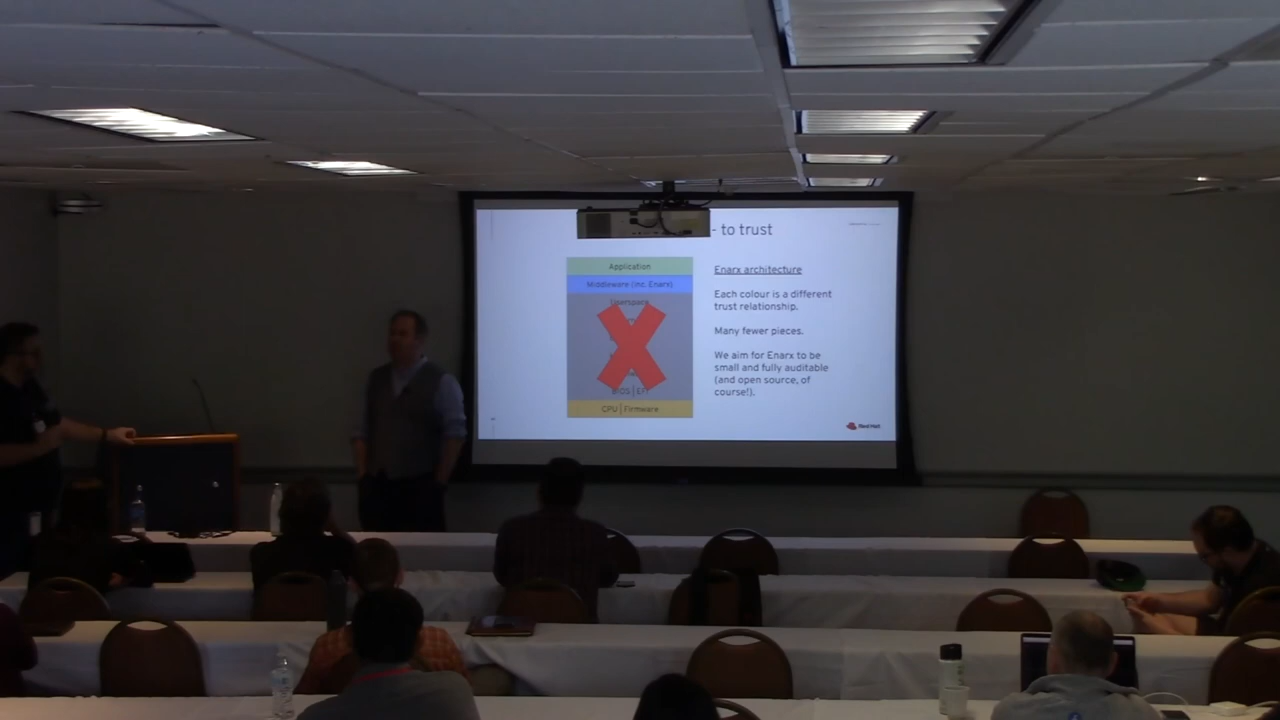 - to trust
Application
Middleware (inc. Enarx)
Userspace
BIOS | EFI
CPU | Firmware
Enarx architecture
Each colour is a different
trust relationship.
Many fewer pieces.
We aim for Enarx to be
small and fully auditable
(and open source, of
course!).
Red Hat